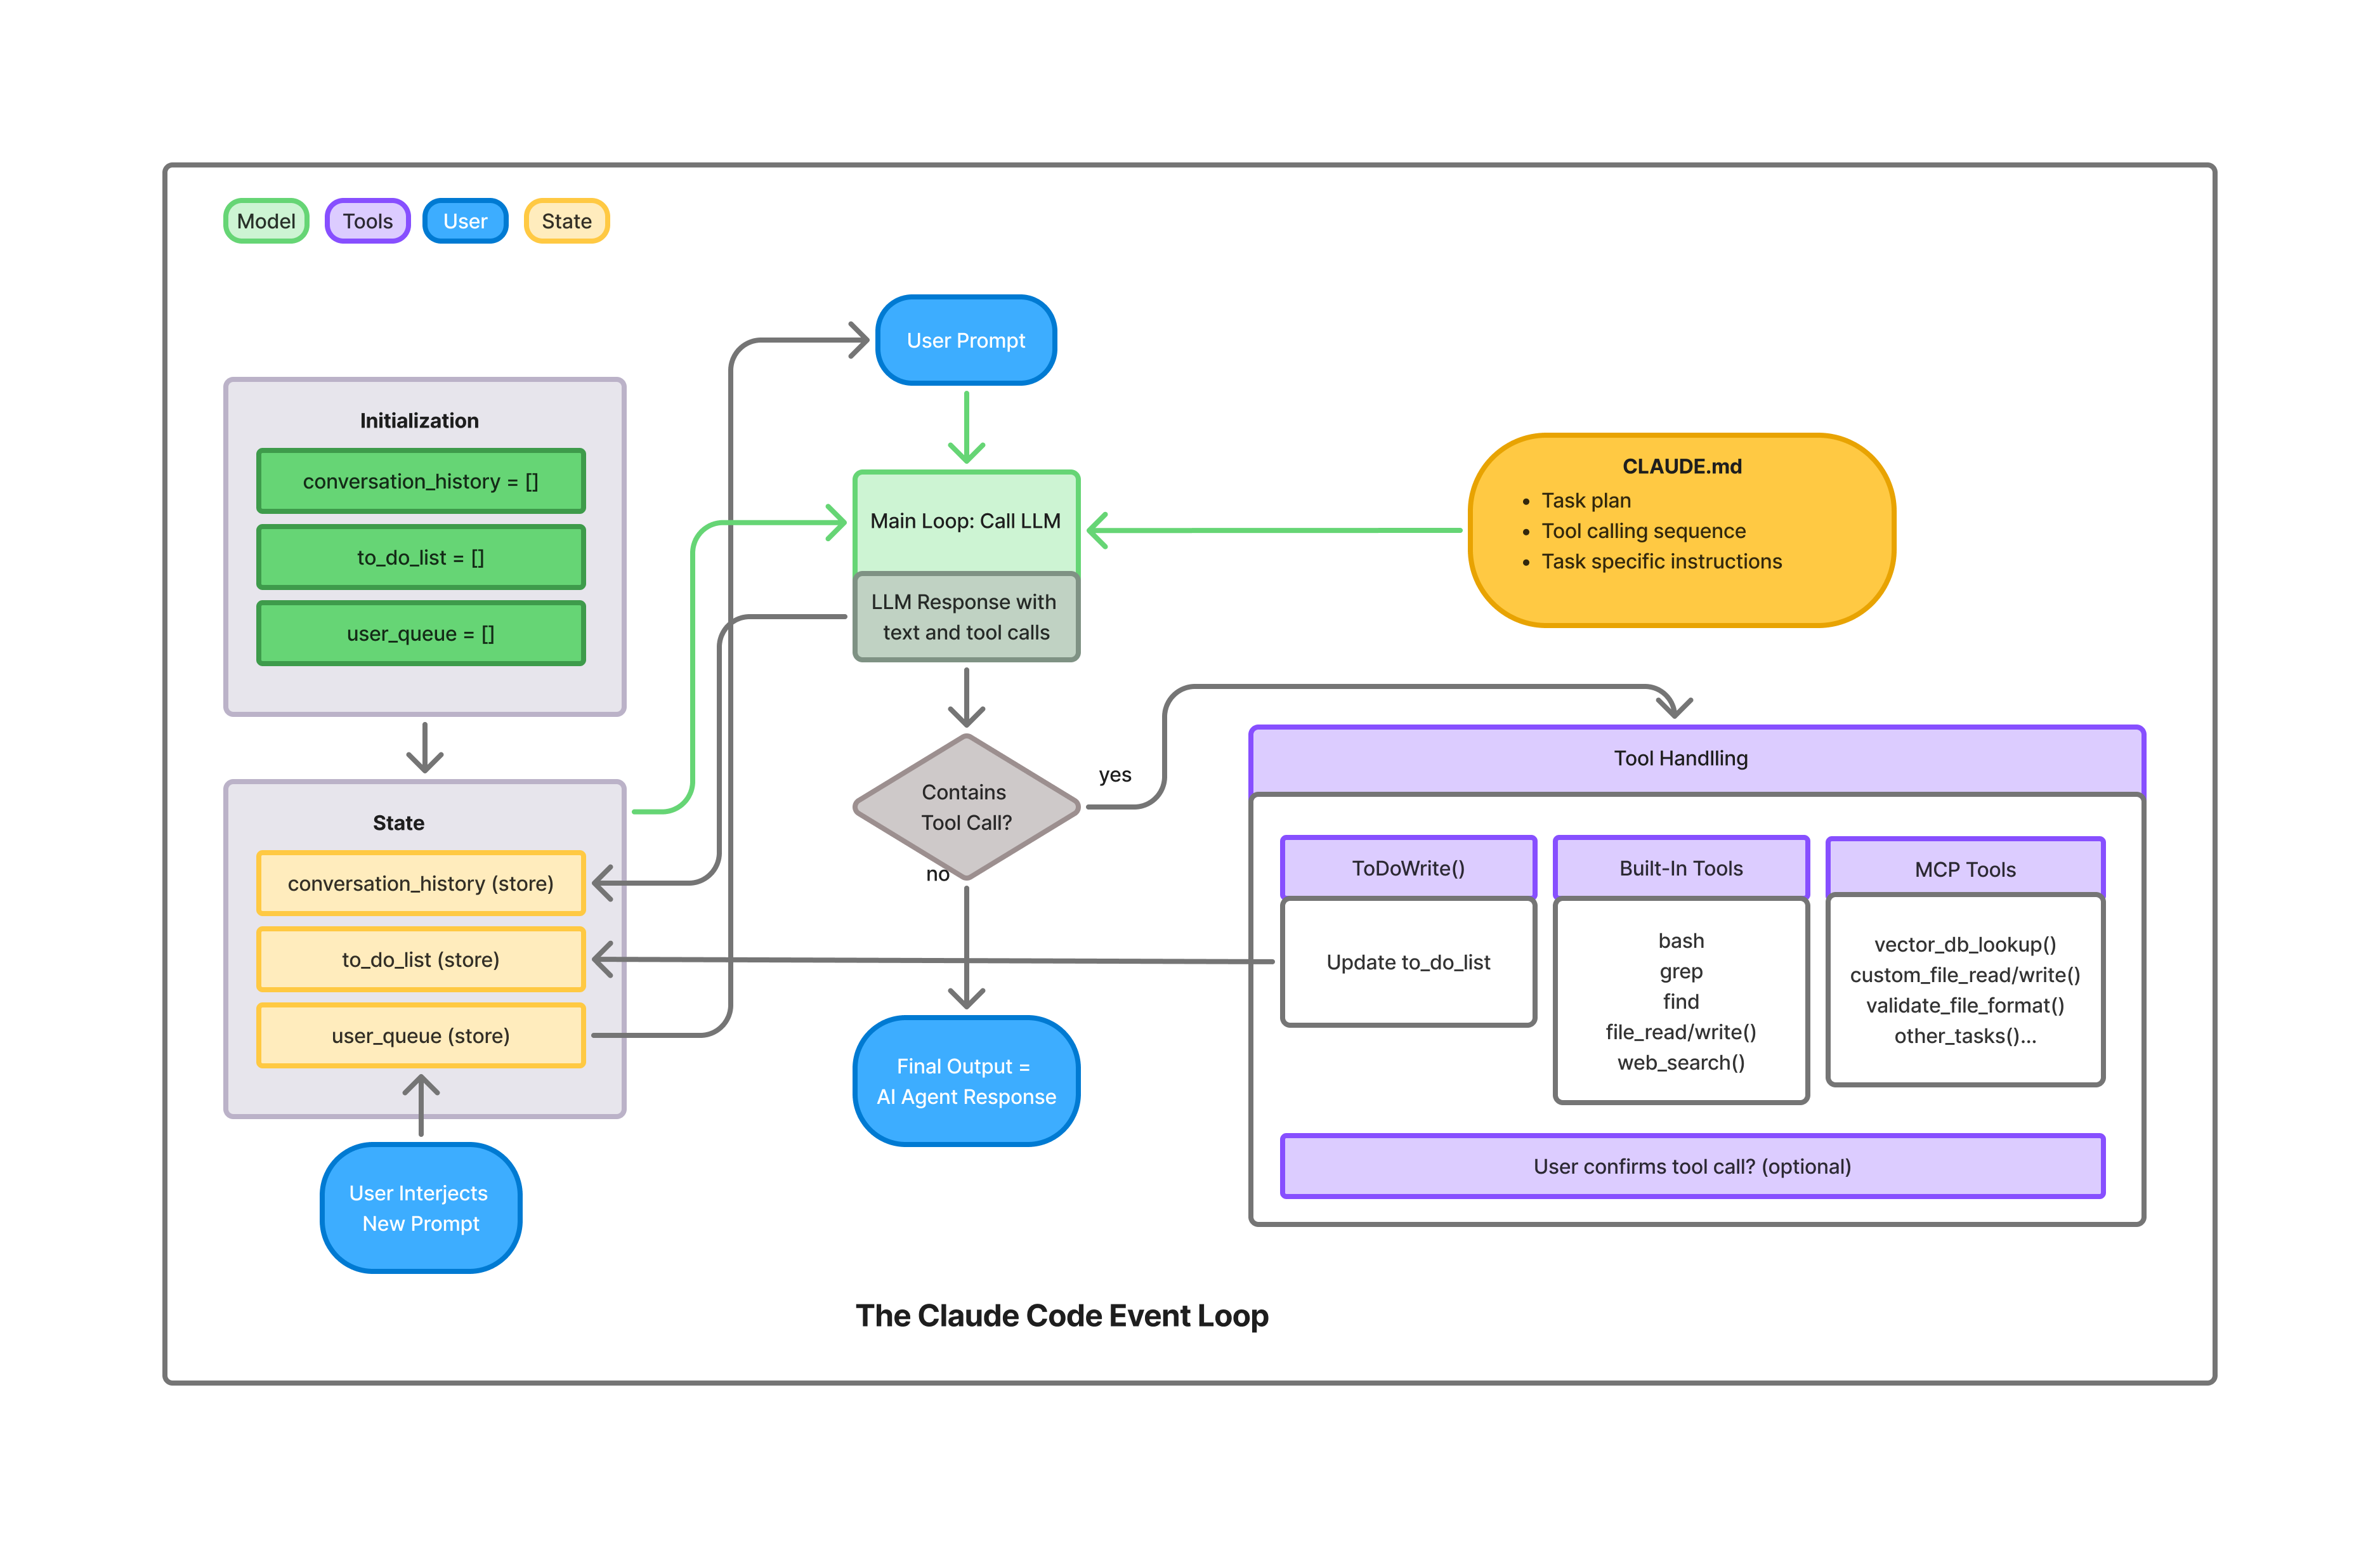 Model
Tools
User
State
User Prompt
Initialization
conversation_history = []
to_do_list = []
user_queue = []
Main Loop: Call LLM
LLM Response with
text and tool calls
CLAUDE.md
• Task plan
• Tool calling sequence
• Task specific instructions
State
conversation_history (store)
to_do_list (store)
user_queue (store)
User Interjects
New Prompt
Contains
Tool Call?
yes
no
Final Output =
AI Agent Response
Tool Handlling
ToDoWrite()
Update to_do_list
Built-In Tools
bash
grep
find
file_read/write()
web_search()
MCP Tools
vector_db_lookup()
custom_file_read/write()
validate_file_format()
other_tasks()...
User confirms tool call? (optional)
The Claude Code Event Loop